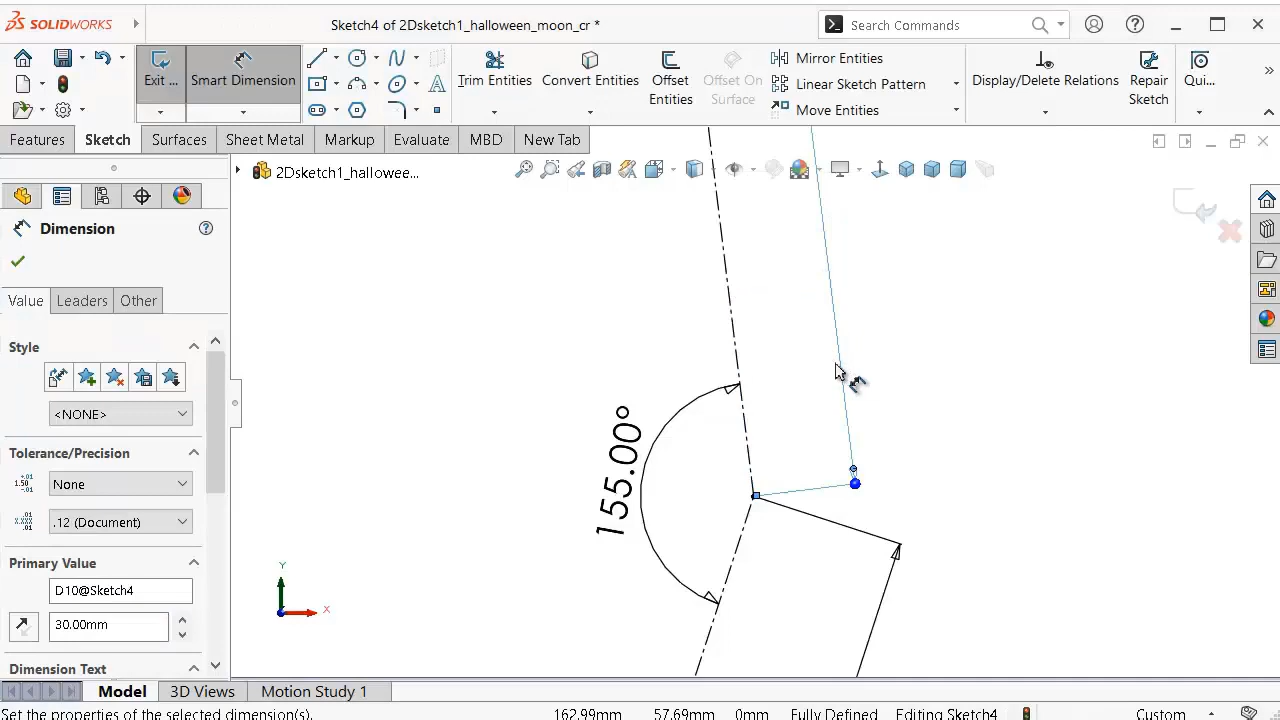 SOLIDWORKS
Sketch4 of 2Dsketch1_halloween_moon_cr *
Search Commands
Exit ...
Smart Dimension
Trim Entities
Convert Entities
Offset Entities
Offset On Surface
Mirror Entities
Linear Sketch Pattern
Move Entities
Display/Delete Relations
Repair Sketch
Qui...
Features
Sketch
Surfaces
Sheet Metal
Markup
Evaluate
MBD
New Tab
2Dsketch1_hallowee...
Dimension
Value
Leaders
Other
Style
<NONE>
Tolerance/Precision
1.50
None
.12 (Document)
Primary Value
D10@Sketch4
30.00mm
Dimension Text
155.00°
Y
X
Model
3D Views
Motion Study 1
Set the properties of the selected dimension(s).
162.99mm
57.69mm
0mm
Fully Defined
Editing Sketch4
Custom